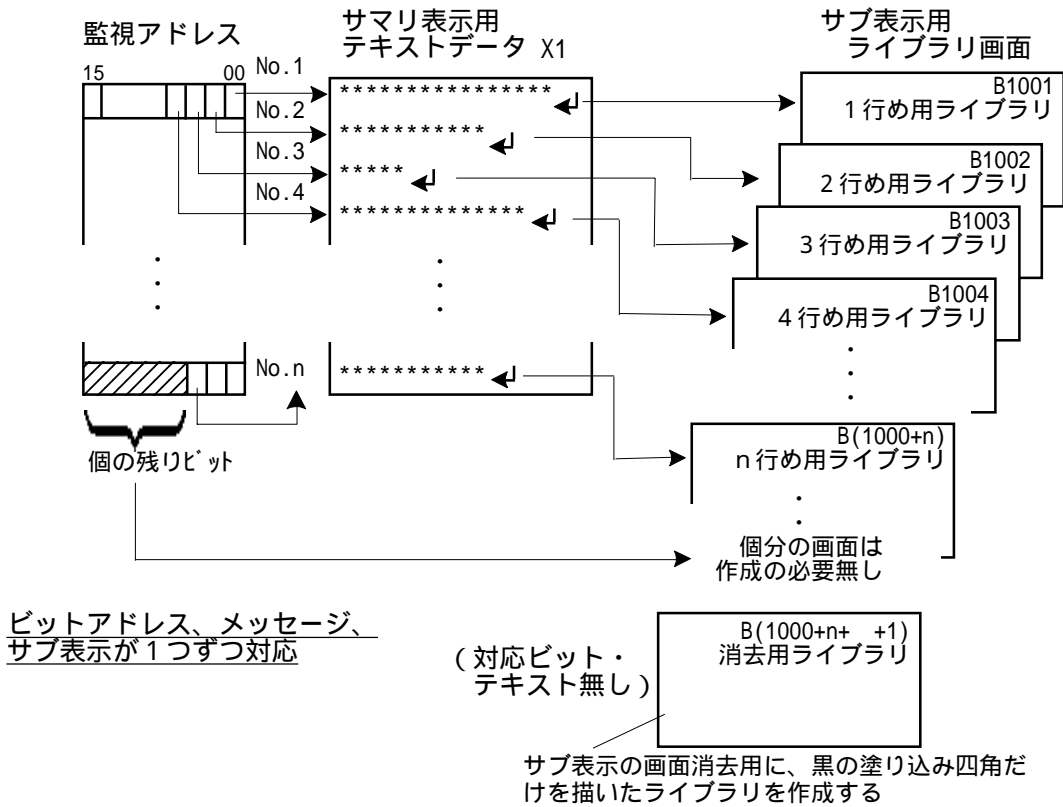 監視アドレス
サマリ表示用
テキストデータ X1
サブ表示用
ライブラリ画面
15 00
No.1
No.2
No.3
No.4
No.n
****************
***********
*****
**************
***********
B1001
1行め用ライブラリ
B1002
2行め用ライブラリ
B1003
3行め用ライブラリ
B1004
4行め用ライブラリ
B(1000+n)
n行め用ライブラリ
個の残りビット
個分の画面は
作成の必要無し
ビットアドレス、メッセージ、
サブ表示が1つずつ対応
(対応ビット・
テキスト無し)
B(1000+n+ +1)
消去用ライブラリ
サブ表示の画面消去用に、黒の塗り込み四角だ
けを描いたライブラリを作成する